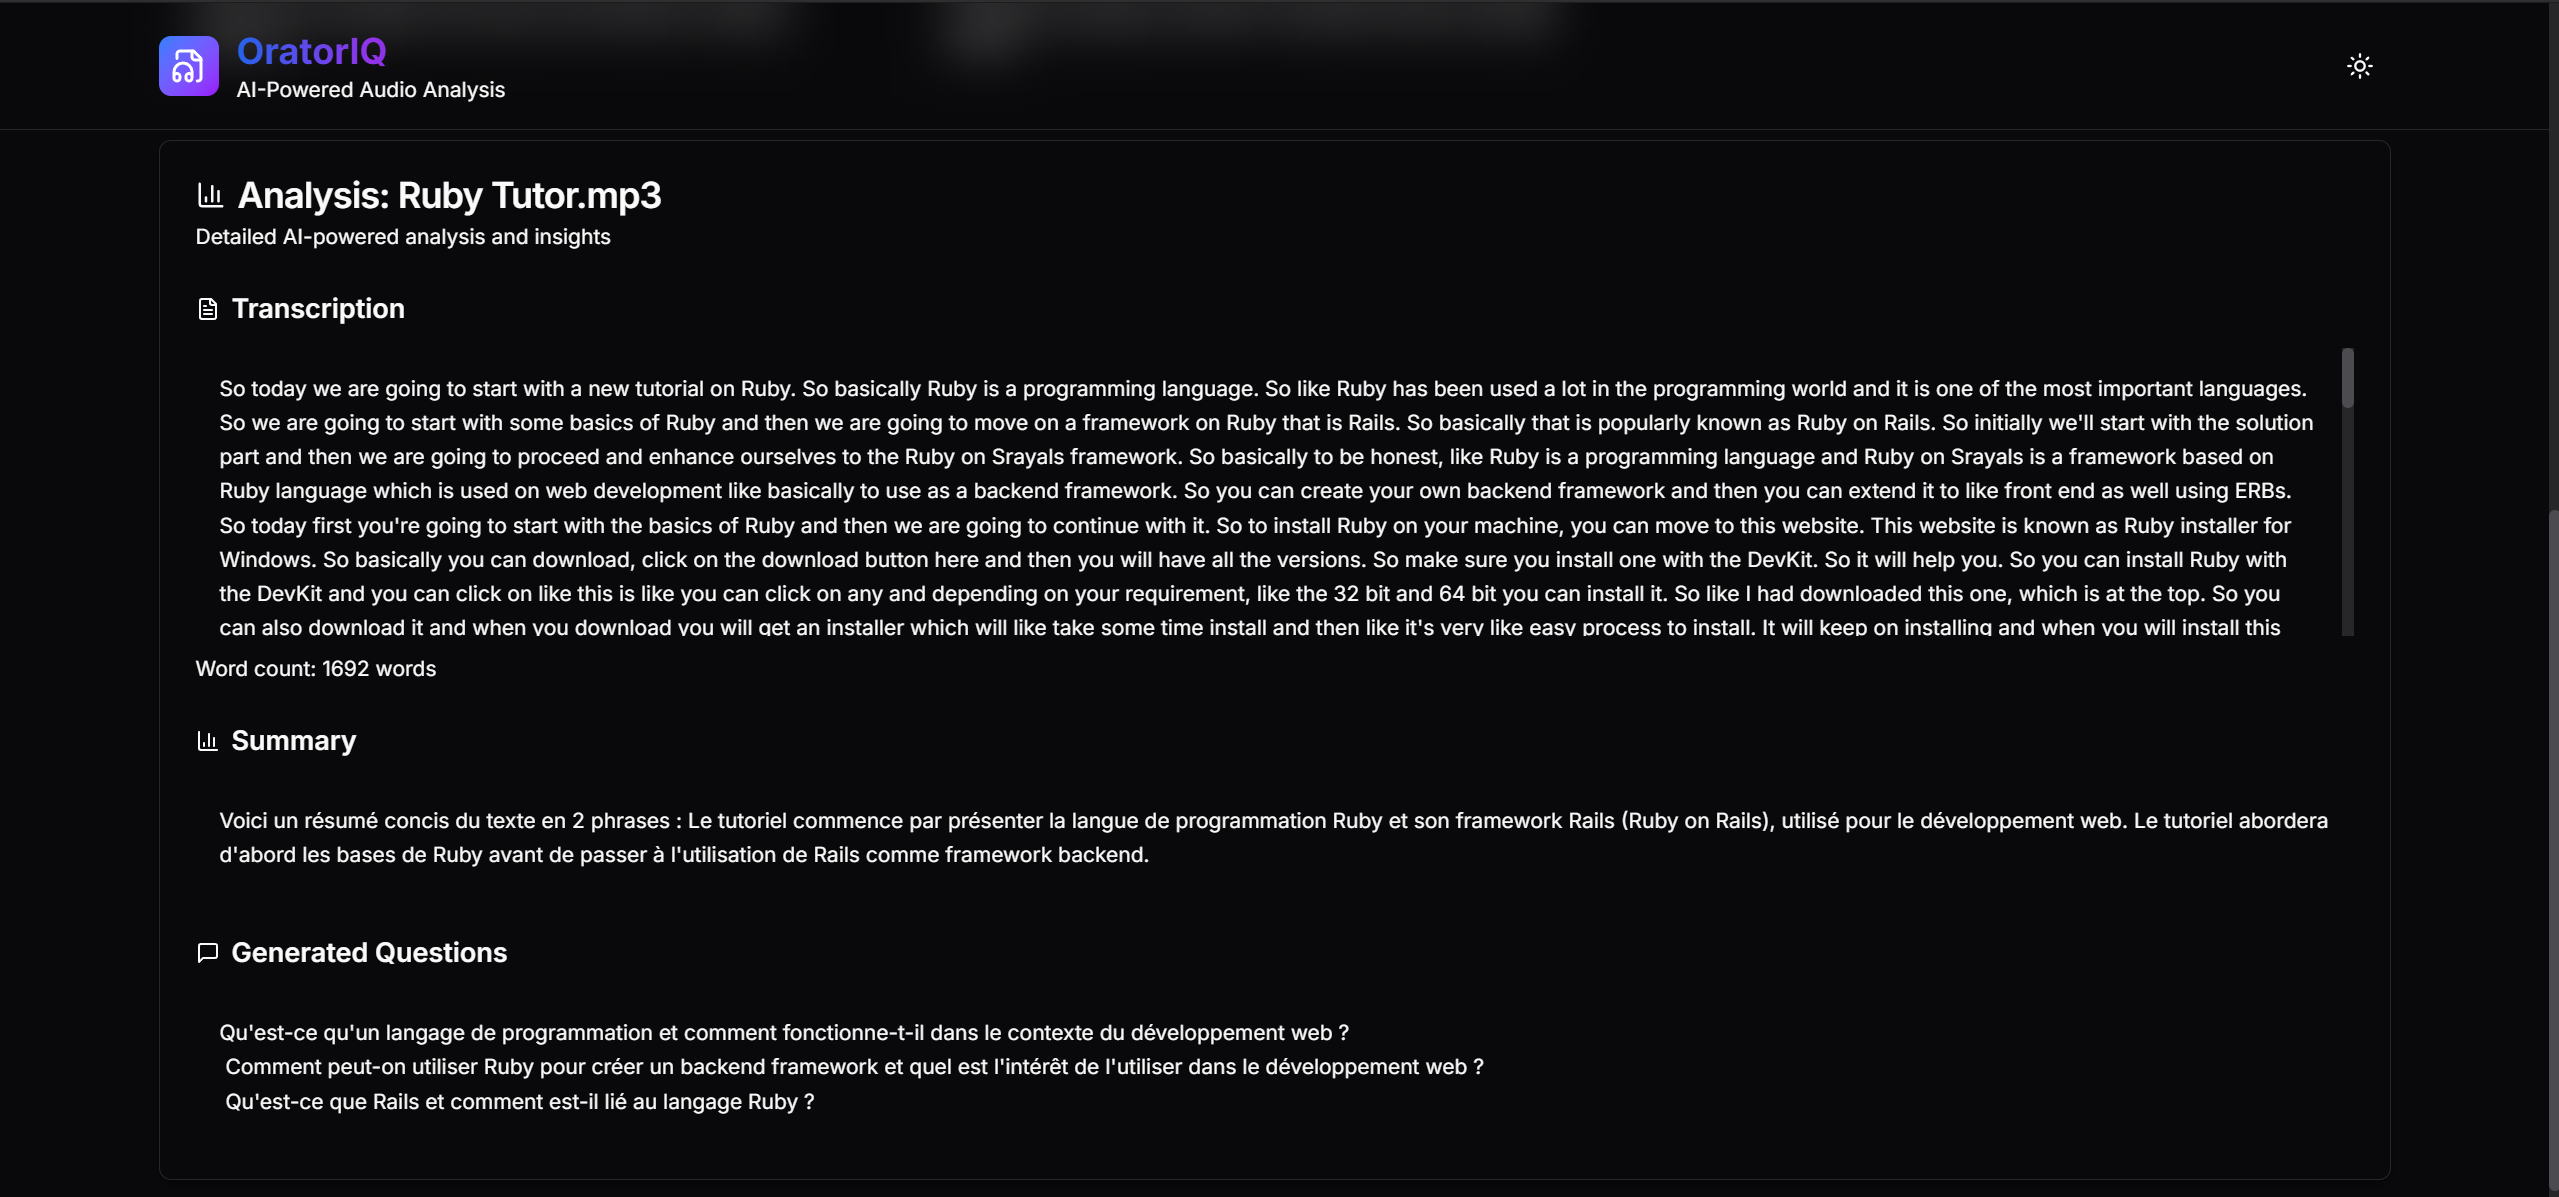 OratorIQ
AI-Powered Audio Analysis
Analysis: Ruby Tutor.mp3
Detailed AI-powered analysis and insights
Transcription
So today we are going to start with a new tutorial on Ruby. So basically Ruby is a programming language. So like Ruby has been used a lot in the programming world and it is one of the most important languages.
So we are going to start with some basics of Ruby and then we are going to move on a framework on Ruby that is Rails. So basically that is popularly known as Ruby on Rails. So initially we'll start with the solution
part and then we are going to proceed and enhance ourselves to the Ruby on Srayals framework. So basically to be honest, like Ruby is a programming language and Ruby on Srayals is a framework based on
Ruby language which is used on web development like basically to use as a backend framework. So you can create your own backend framework and then you can extend it to like front end as well using ERBs.
So today first you're going to start with the basics of Ruby and then we are going to continue with it. So to install Ruby on your machine, you can move to this website. This website is known as Ruby installer for
Windows. So basically you can download, click on the download button here and then you will have all the versions. So make sure you install one with the DevKit. So it will help you. So you can install Ruby with
the DevKit and you can click on like this is like you can click on any and depending on your requirement, like the 32 bit and 64 bit you can install it. So like I had downloaded this one, which is at the top. So you
can also download it and when you download you will get an installer which will like take some time install and then like it's very like easy process to install. It will keep on installing and when you will install this
Word count: 1692 words
Summary
Voici un résumé concis du texte en 2 phrases : Le tutoriel commence par présenter la langue de programmation Ruby et son framework Rails (Ruby on Rails), utilisé pour le développement web. Le tutoriel abordera
d'abord les bases de Ruby avant de passer à l'utilisation de Rails comme framework backend.
Generated Questions
Qu'est-ce qu'un langage de programmation et comment fonctionne-t-il dans le contexte du développement web ?
Comment peut-on utiliser Ruby pour créer un backend framework et quel est l'intérêt de l'utiliser dans le développement web ?
Qu'est-ce que Rails et comment est-il lié au langage Ruby ?